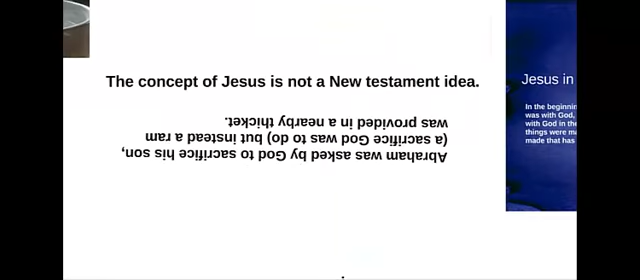 The concept of Jesus is not a New testament idea.
Abraham was asked by God to sacrifice his son,
(a sacrifice God was to do) but instead a ram
was provided in a nearby thicket.
Jesus in
In the beginnin
was with God,
with God in the
things were ma
made that has